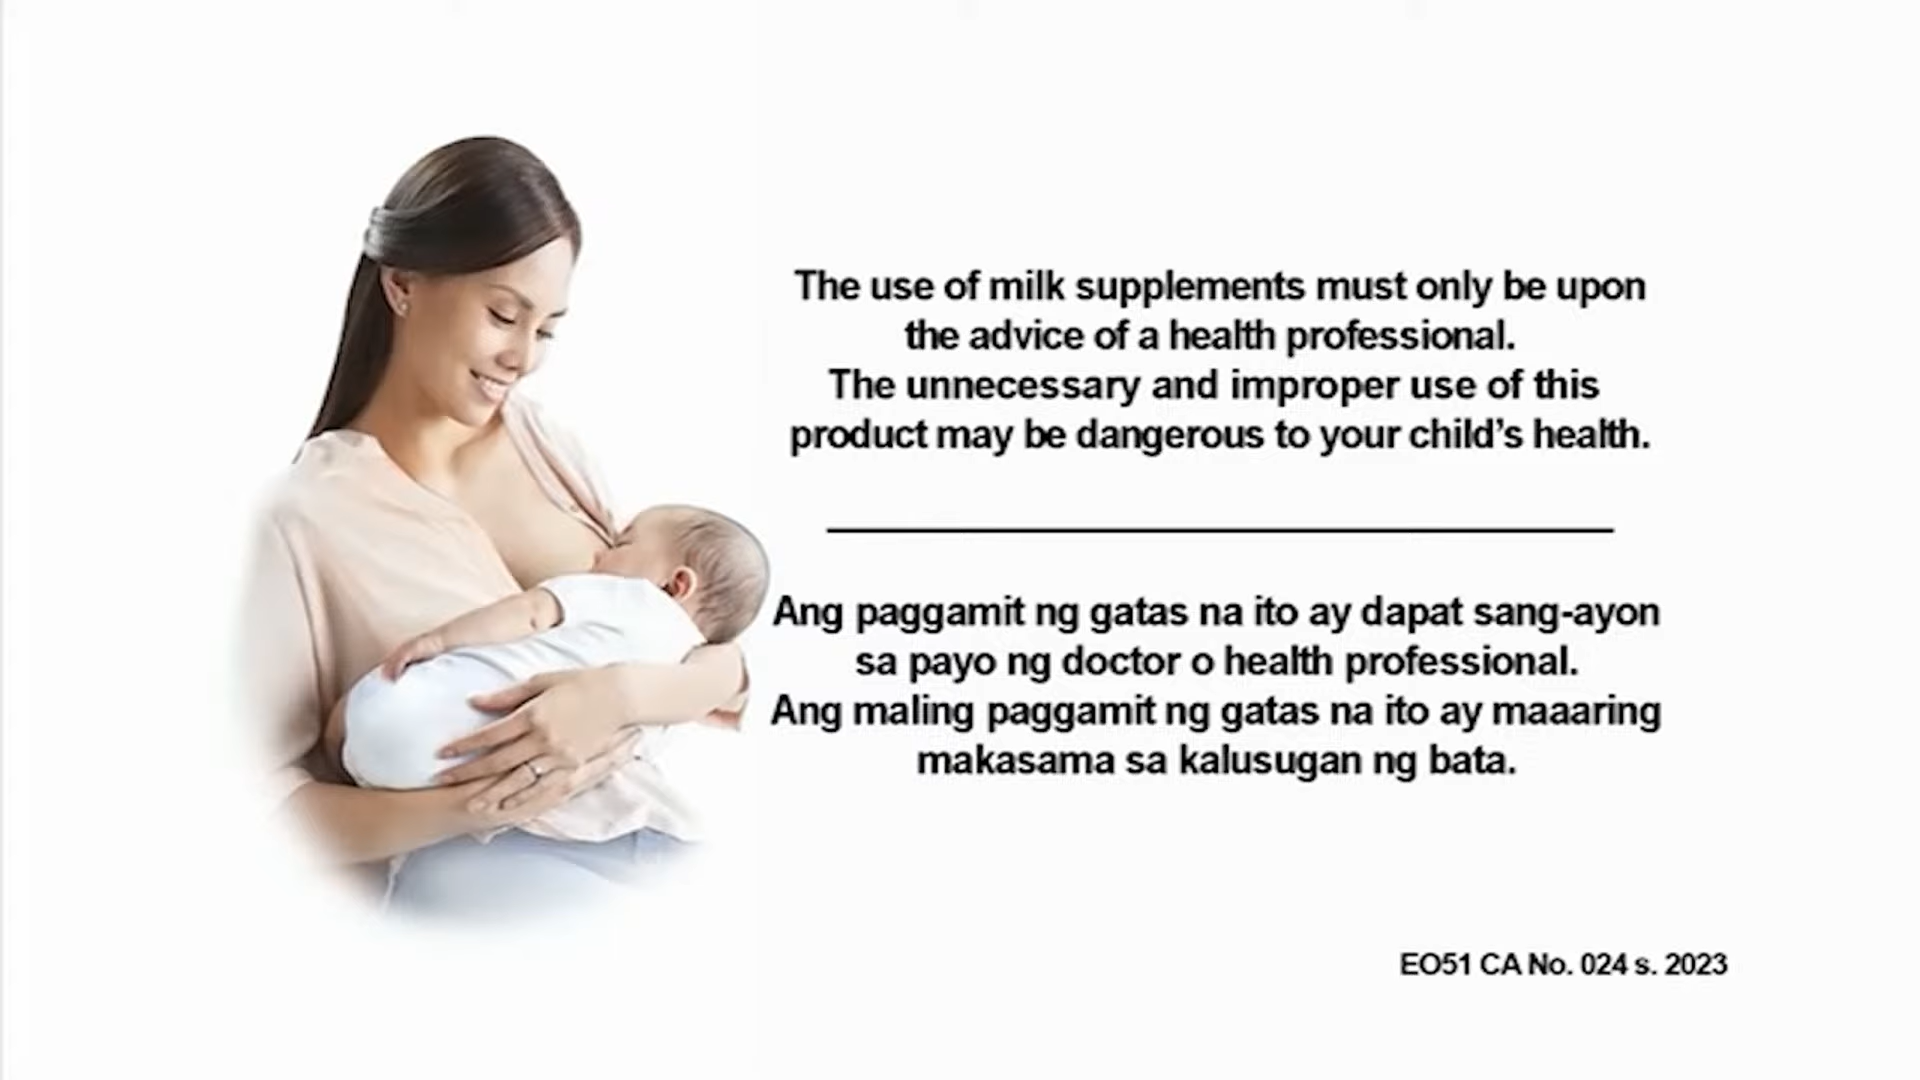 The use of milk supplements must only be upon
the advice of a health professional.
The unnecessary and improper use of this
product may be dangerous to your child’s health.
Ang paggamit ng gatas na ito ay dapat sang-ayon
sa payo ng doctor o health professional.
Ang maling paggamit ng gatas na ito ay maaaring
makasama sa kalusugan ng bata.
EO51 CA No. 024 s. 2023